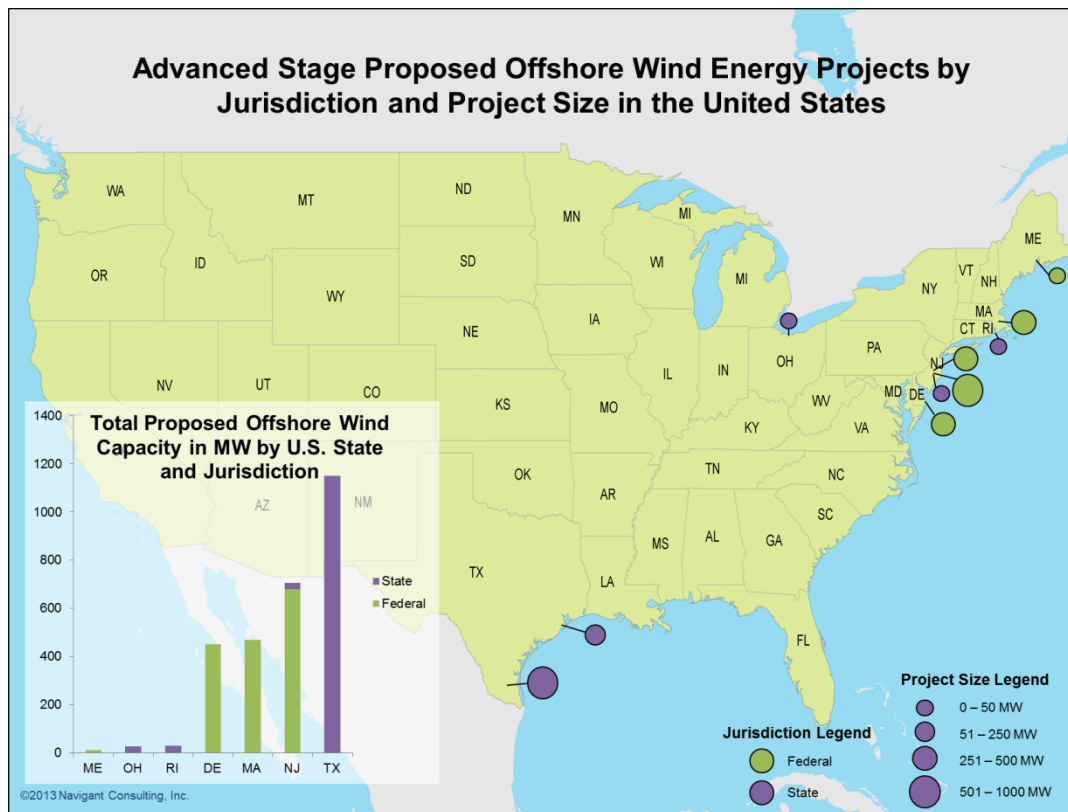 Advanced Stage Proposed Offshore Wind Energy Projects by
Jurisdiction and Project Size in the United States
WA
MT
ND
MN
MI
ME
OR
ID
SD
WI
MI
NY
VT
NH
WY
MA
CT RI
NE
IA
PA
OH
NJ
NV
UT
CO
IL
IN
MD
DE
WV
KS
MO
KY
VA
AZ
NM
OK
TN
NC
AR
SC
MS
AL
GA
TX
LA
FL
Total Proposed Offshore Wind
Capacity in MW by U.S. State
and Jurisdiction
1400
1200
1000
800
600
400
200
0
State
Federal
ME OH RI DE MA NJ TX
Jurisdiction Legend
Federal
State
Project Size Legend
0 – 50 MW
51 – 250 MW
251 – 500 MW
501 – 1000 MW
©2013 Navigant Consulting, Inc.